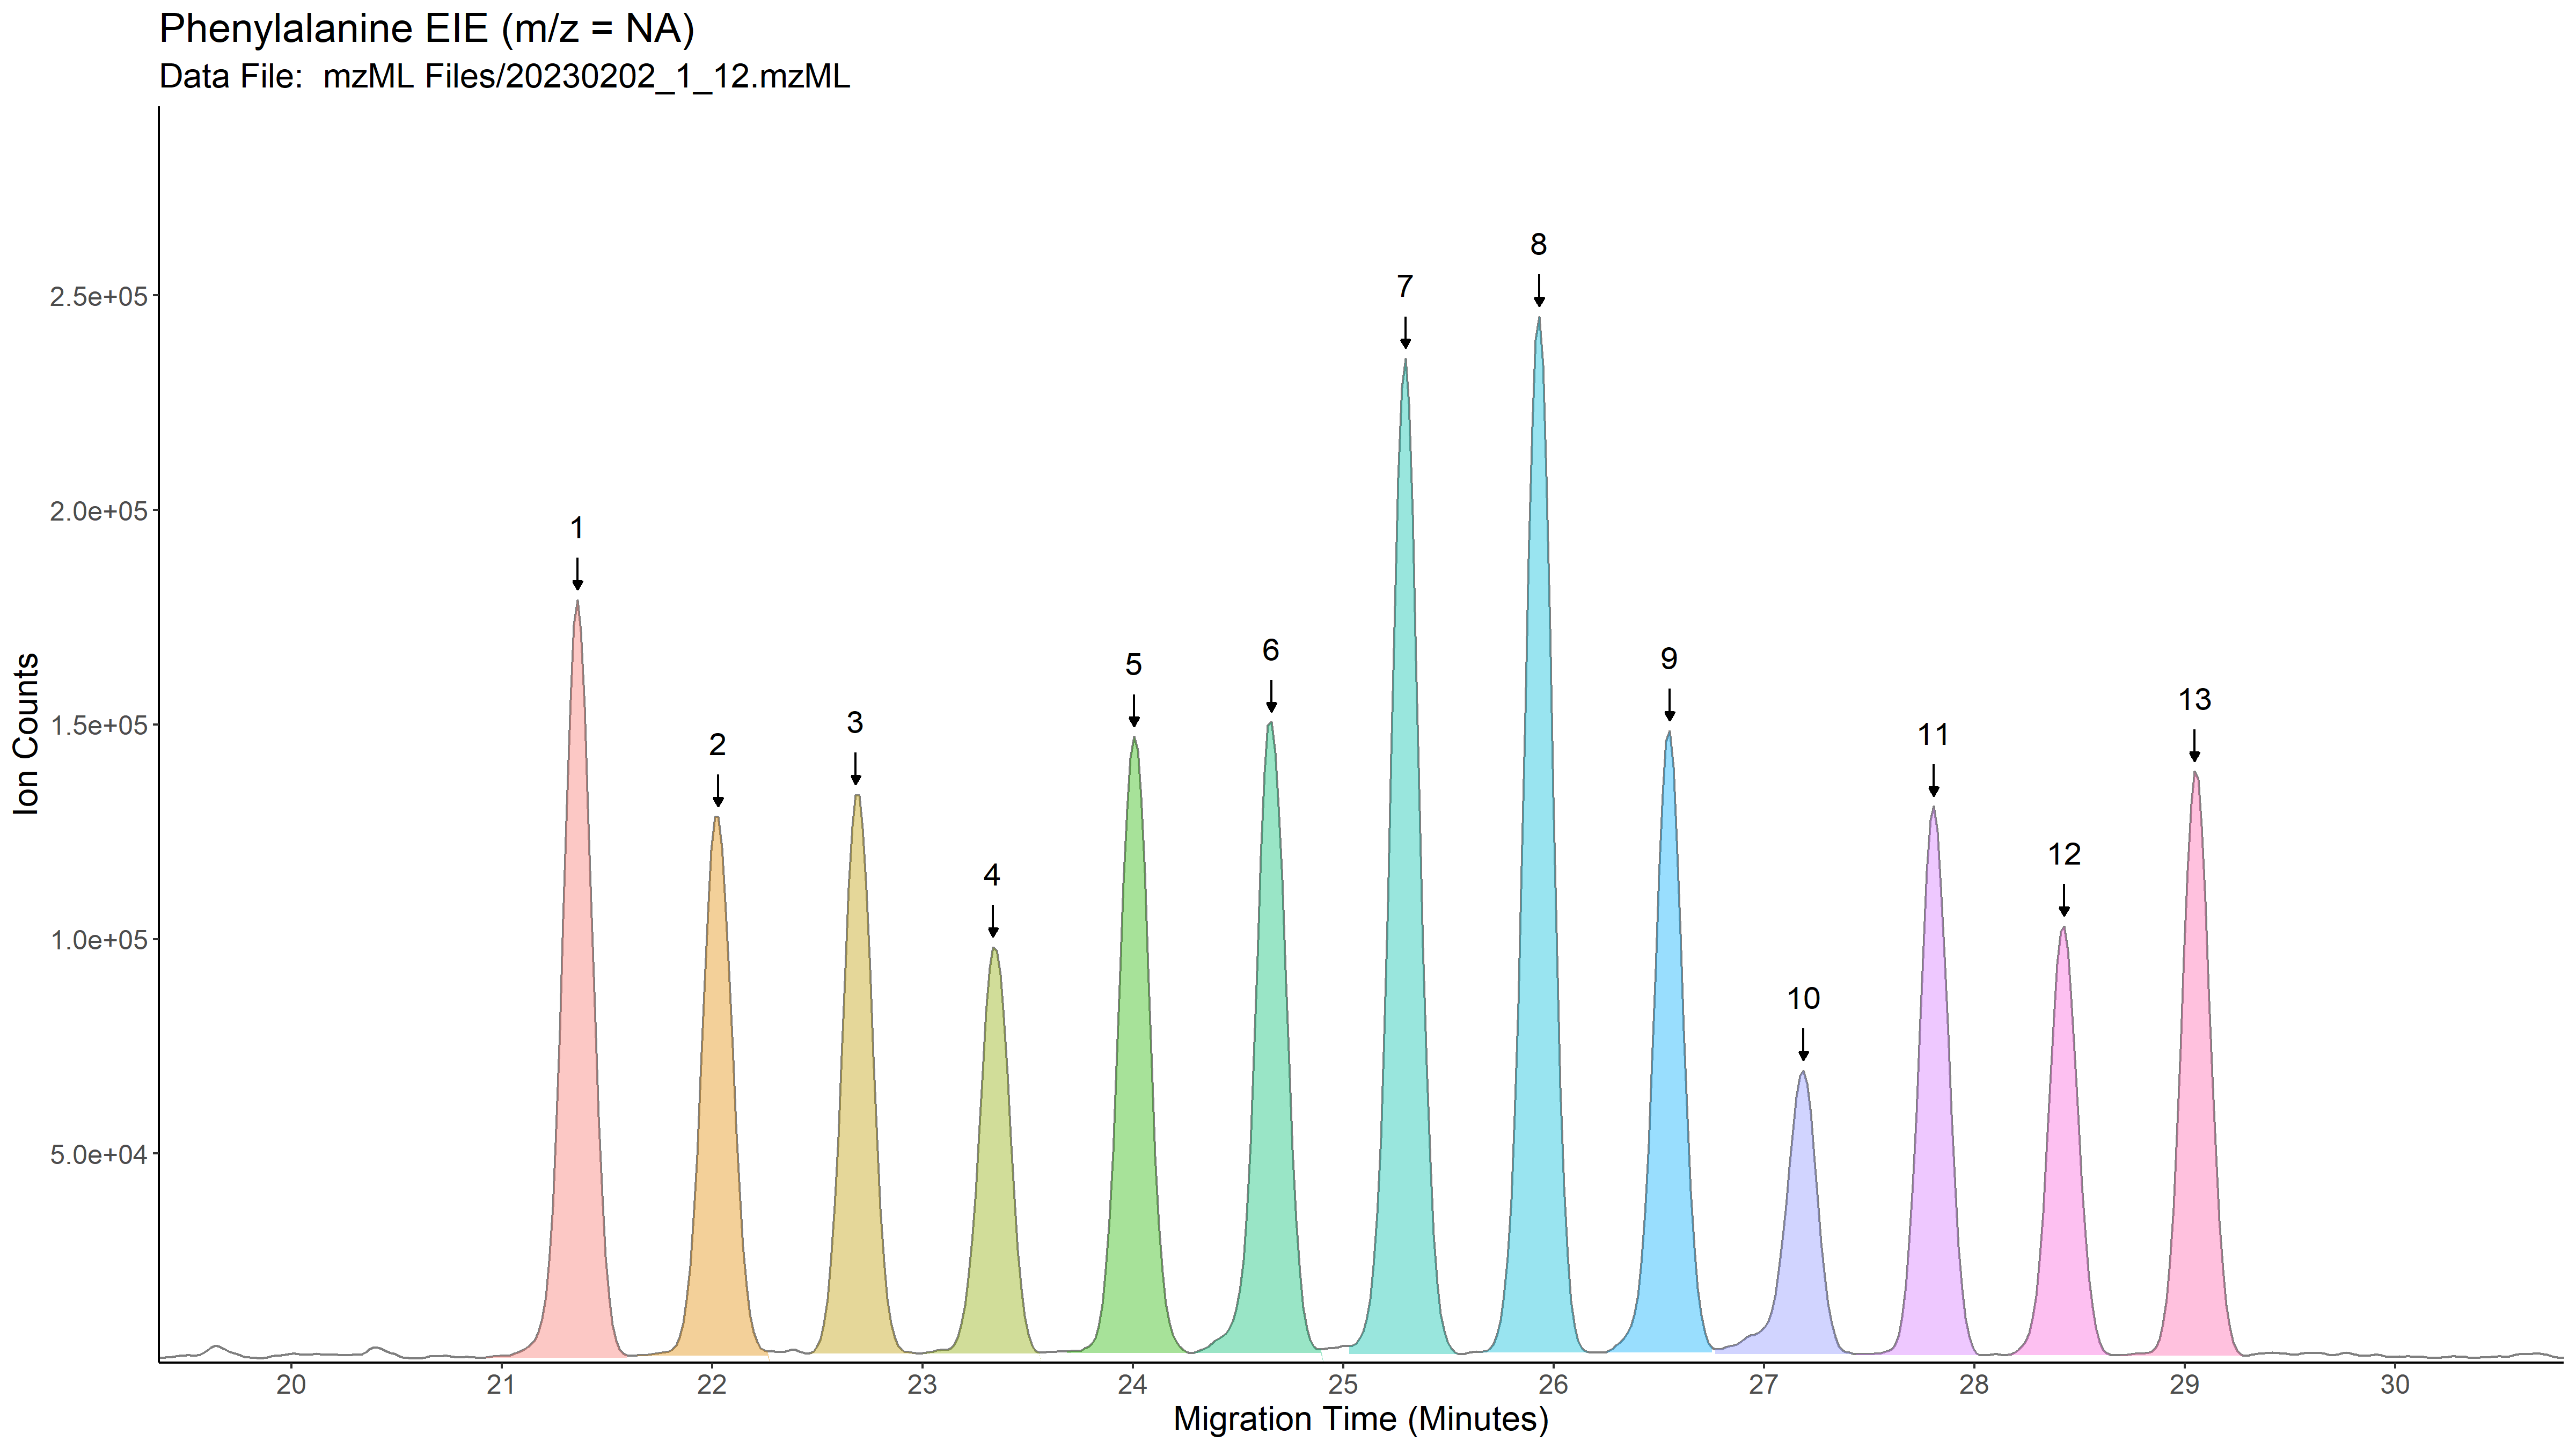 Phenylalanine EIE (m/z = NA)
Data File:  mzML Files/20230202_1_12.mzML
8
7
2.5e+05
2.0e+05
1
6
5
9
13
3
11
2
1.5e+05
12
4
1.0e+05
10
5.0e+04
Ion Counts
20 21 22 23 24 25 26 27 28 29 30
Migration Time (Minutes)